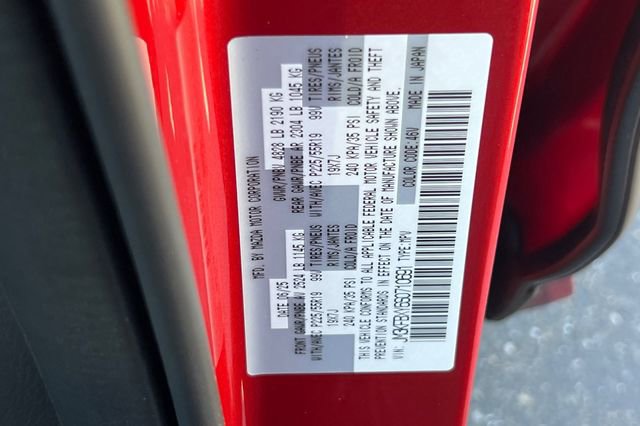 MFD. BY MAZDA MOTOR CORPORATION
DATE: 06/25 GVWR/PNBV 4828 LB 2190 KG
FRONT GAWR/PNBE AV 2524 LB 1145 KG REAR GAWR/PNBE AR 2304 LB 1045 KG
WITH/AVEC P225/55R19 99V TIRES/PNEUS WITH/AVEC P225/55R19 99V TIRES/PNEUS
19X7J RIMS/JANTES 19X7J RIMS/JANTES
240 KPA/35 PSI COLD/A FROID 240 KPA/35 PSI COLD/A FROID
THIS VEHICLE CONFORMS TO ALL APPLICABLE FEDERAL MOTOR VEHICLE SAFETY AND THEFT
PREVENTION STANDARDS IN EFFECT ON THE DATE OF MANUFACTURE SHOWN ABOVE.
VIN: TYPE: MPV COLOR CODE: 46V MADE IN JAPAN